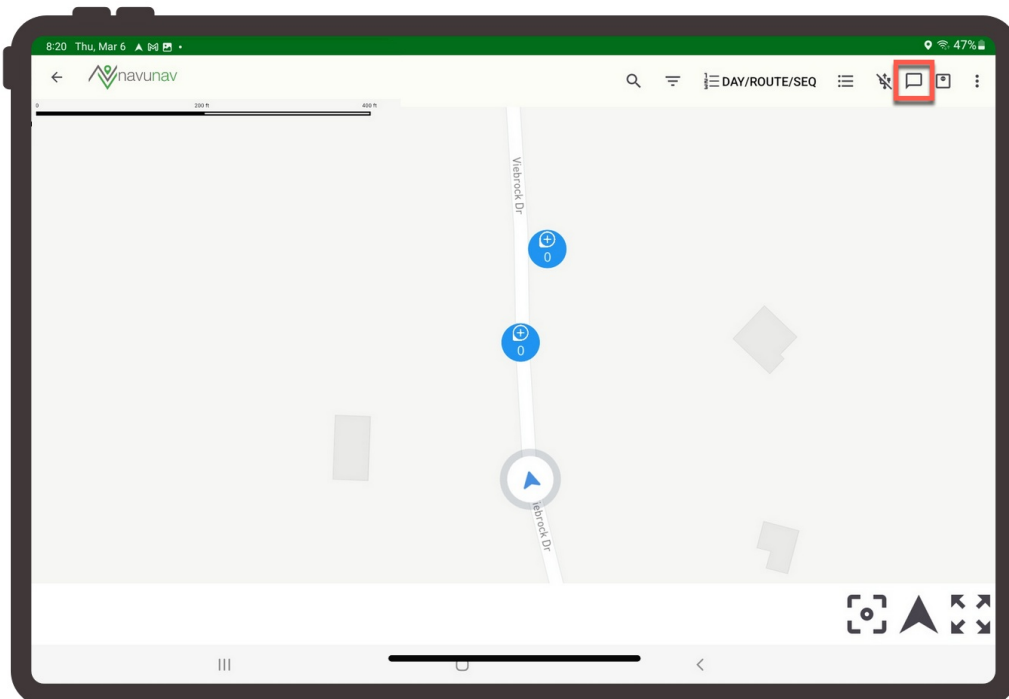 8:20 Thu, Mar 6 47%
navunav
DAY/ROUTE/SEQ
0 200 ft 400 ft
Viebrock Dr
0
0
Viebrock Dr